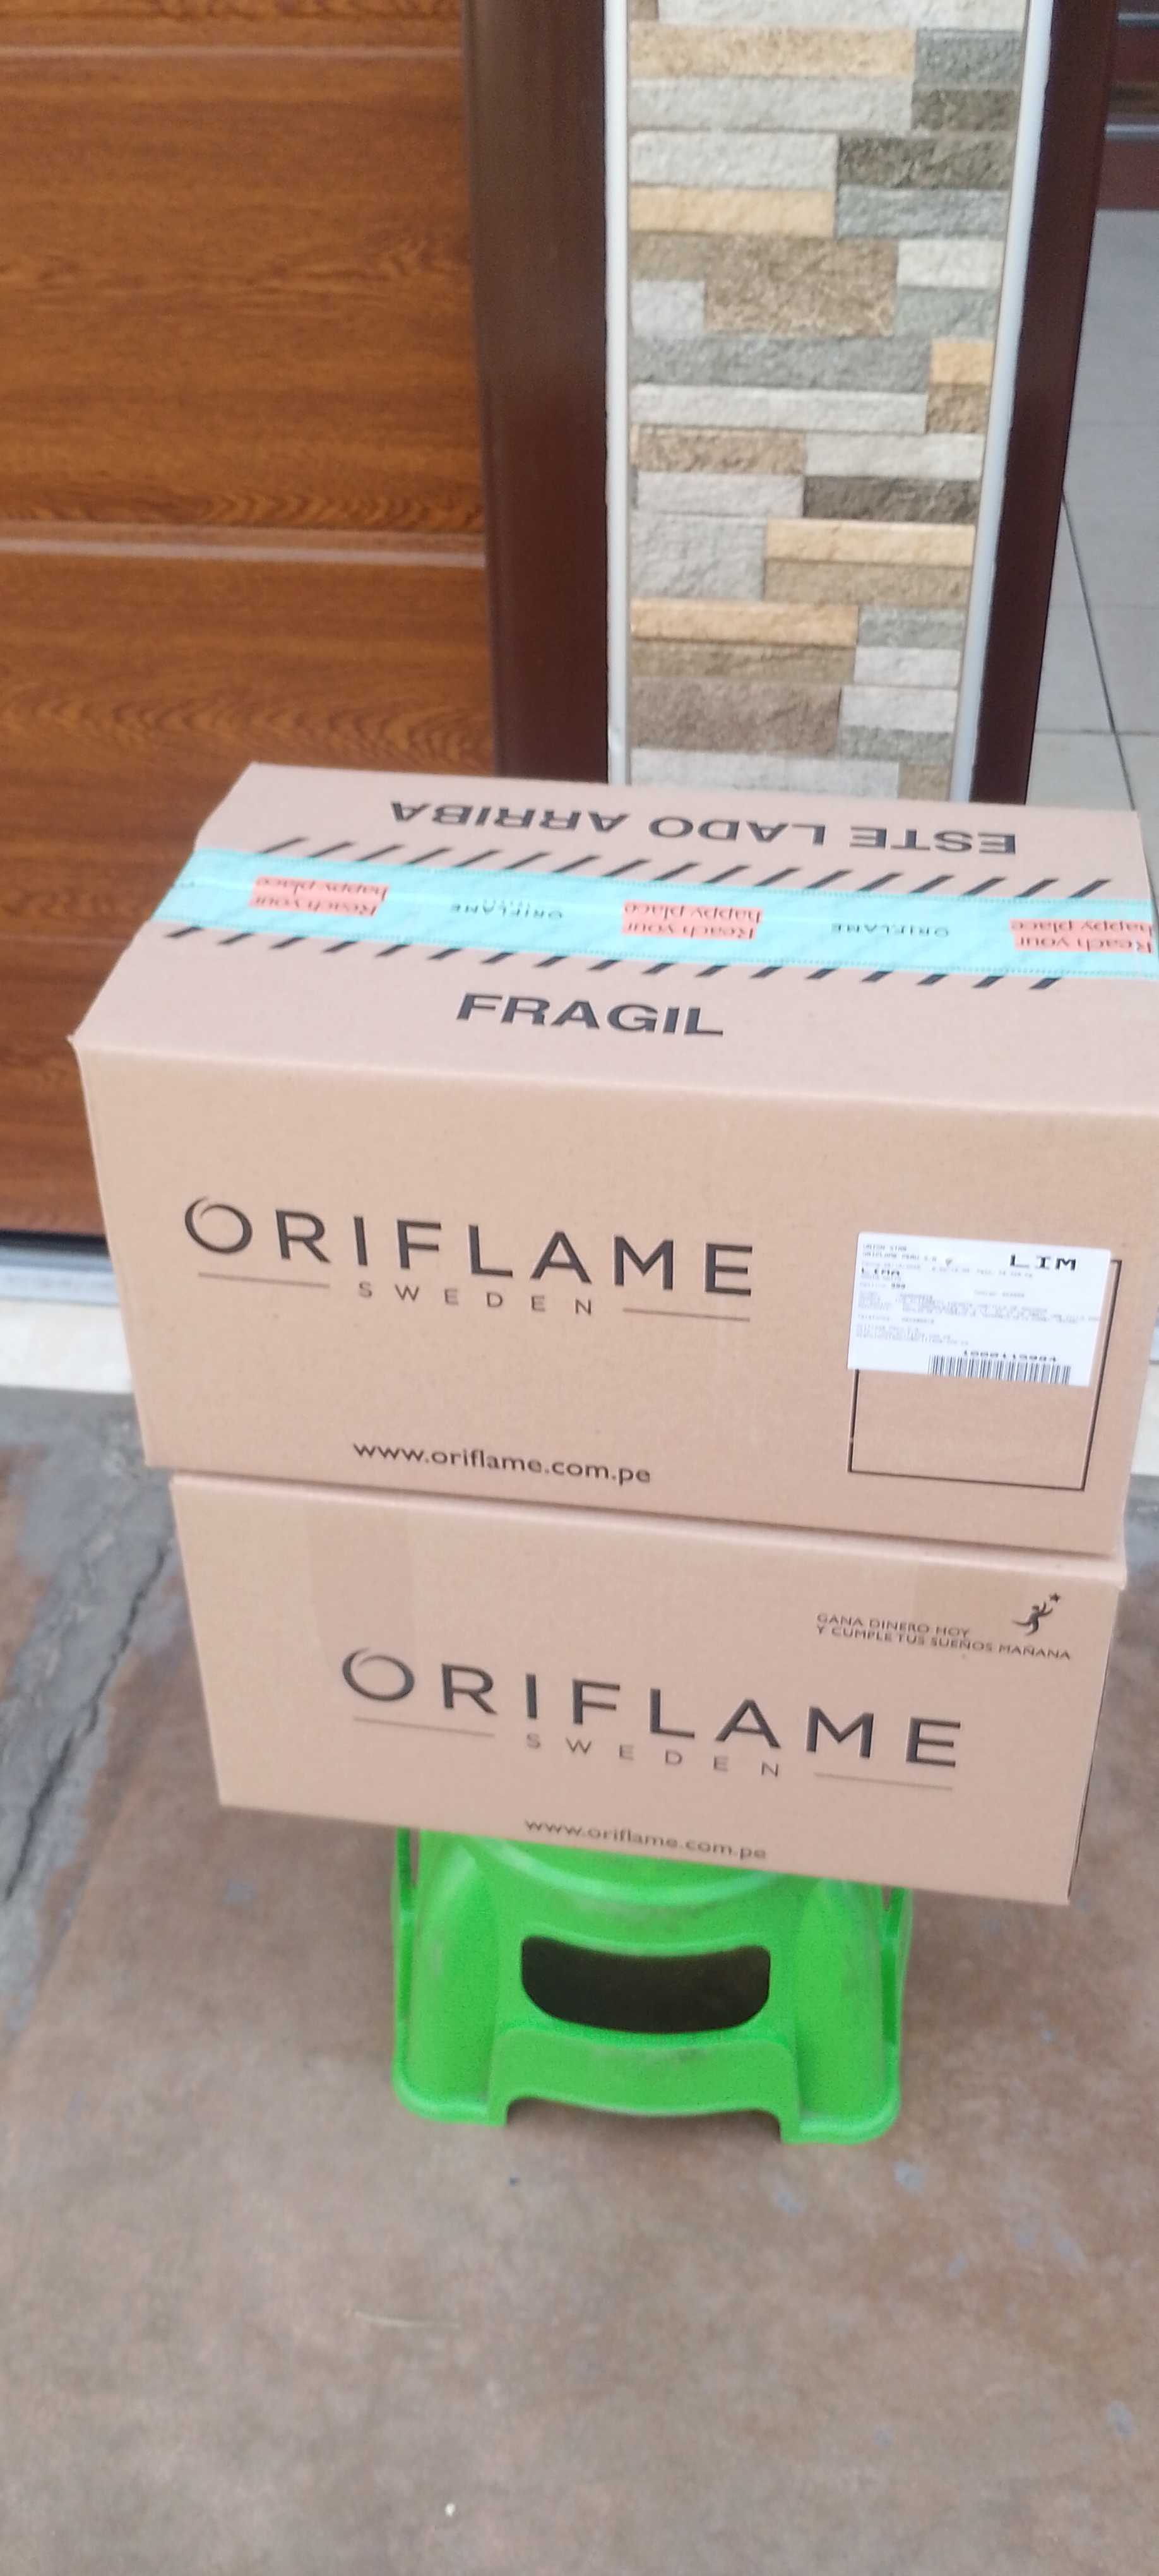 ESTE LADO ARRIBA
Reach your
happy place
ORIFLAME
Reach your
happy place
ORIFLAME
Reach your
happy place
FRAGIL
ORIFLAME
SWEDEN
LIM
LIMA
www.oriflame.com.pe
GANA DINERO HOY
Y CUMPLE TUS SUEÑOS MAÑANA
ORIFLAME
SWEDEN
www.oriflame.com.pe